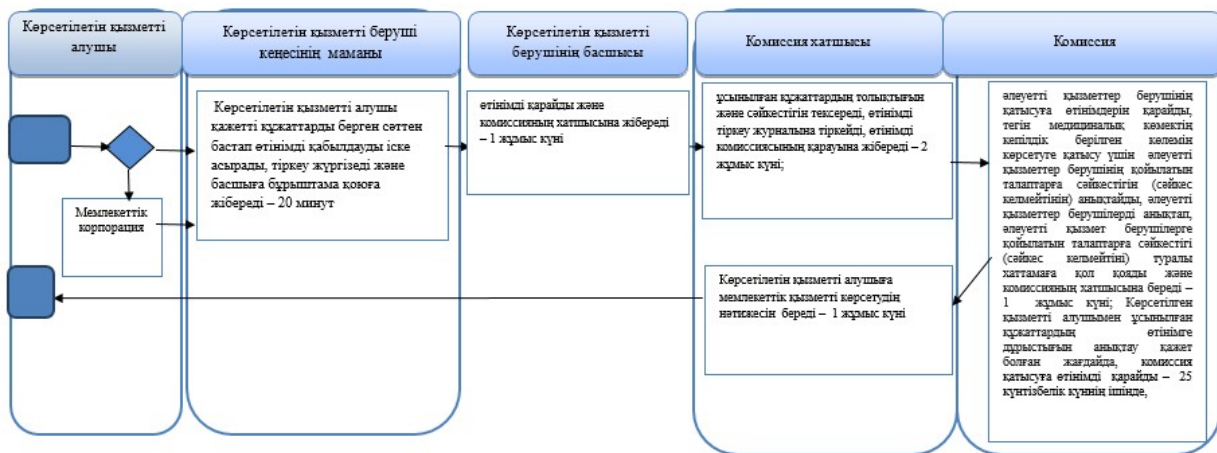 Көрсетілетін қызметті
алушы
Көрсетілетін қызметті беруші
кеңесінің маманы
Көрсетілетін қызметті
берушінің басшысы
Комиссия хатшысы
Комиссия
Мемлекеттік
корпорация
Көрсетілетін қызметті алушы
қажетті құжаттарды берген сәттен
бастап өтінімді қабылдауды іске
асырады, тіркеу жүргізеді және
басшыға бұрыштама қоюға
жібереді – 20 минут
өтінімді қарайды және
комиссияның хатшысына жібереді
– 1 жұмыс күні
ұсынылған құжаттардың толықтығын
және сәйкестігін тексереді, өтінімді
тіркеу журналына тіркейді, өтінімді
комиссиясының қарауына жібереді – 2
жұмыс күні;
Көрсетілетін қызметті алушыға
мемлекеттік қызметті көрсетудің
нәтижесін береді – 1 жұмыс күні
әлеуетті қызметтер берушінің
қатысуға өтінімдерін қарайды,
тегін медициналық көмектің
кепілдік берілген көлемін
көрсетуге қатысу үшін әлеуетті
қызметтер берушінің қойылатын
талаптарға сәйкестігін (сәйкес
келмейтінін) анықтайды, әлеуетті
қызметтер берушілерді анықтап,
әлеуетті қызмет берушілерге
қойылатын талаптарға сәйкестігі
(сәйкес келмейтіні) туралы
хаттамаға қол қояды және
комиссияның хатшысына береді –
1 жұмыс күні; Көрсетілген
қызметті алушымен ұсынылған
құжаттардың өтінімге
дұрыстығын анықтау қажет
болған жағдайда, комиссия
қатысуға өтінімді қарайды – 25
күнтізбелік күннің ішінде,